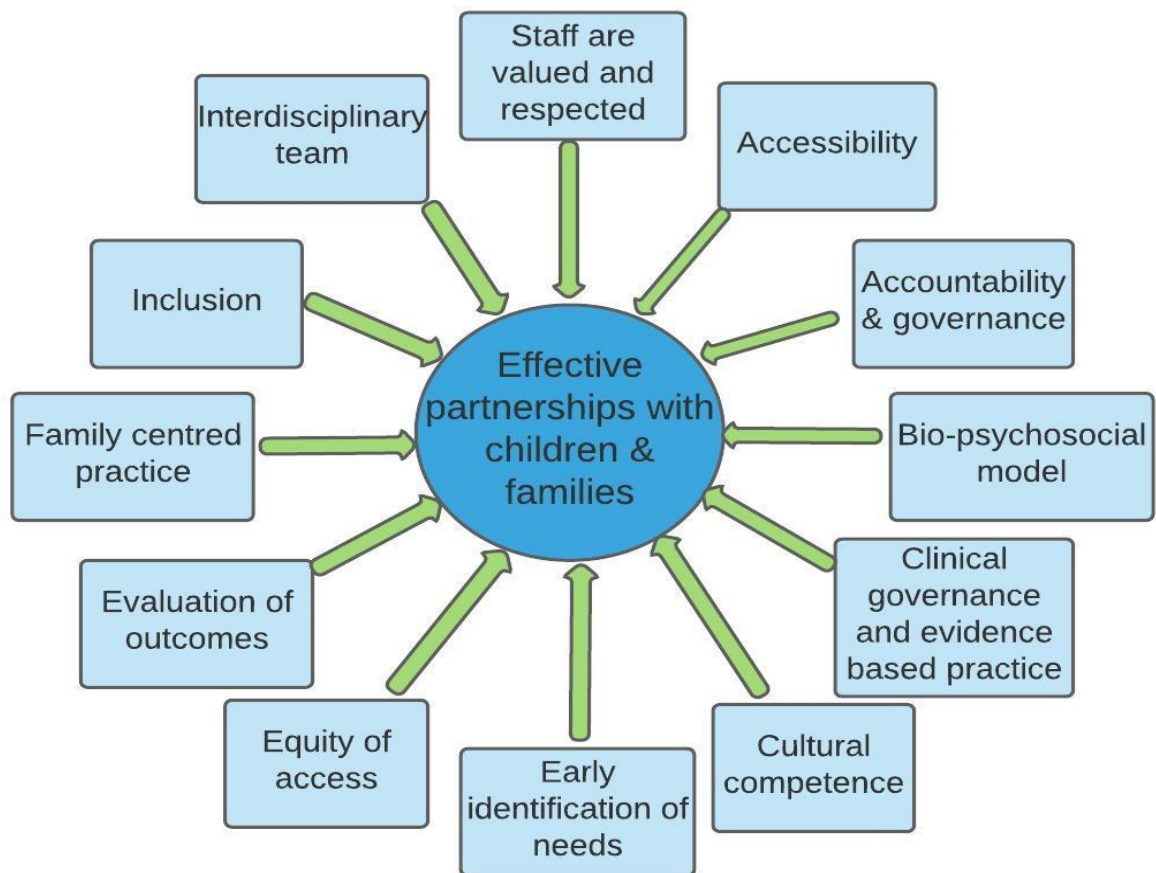 Staff are
valued and
respected
Accessibility
Accountability
& governance
Bio-psychosocial
model
Clinical
governance
and evidence
based practice
Cultural
competence
Early
identification of
needs
Equity of
access
Evaluation of
outcomes
Family centred
practice
Inclusion
Interdisciplinary
team
Effective
partnerships with
children &
families